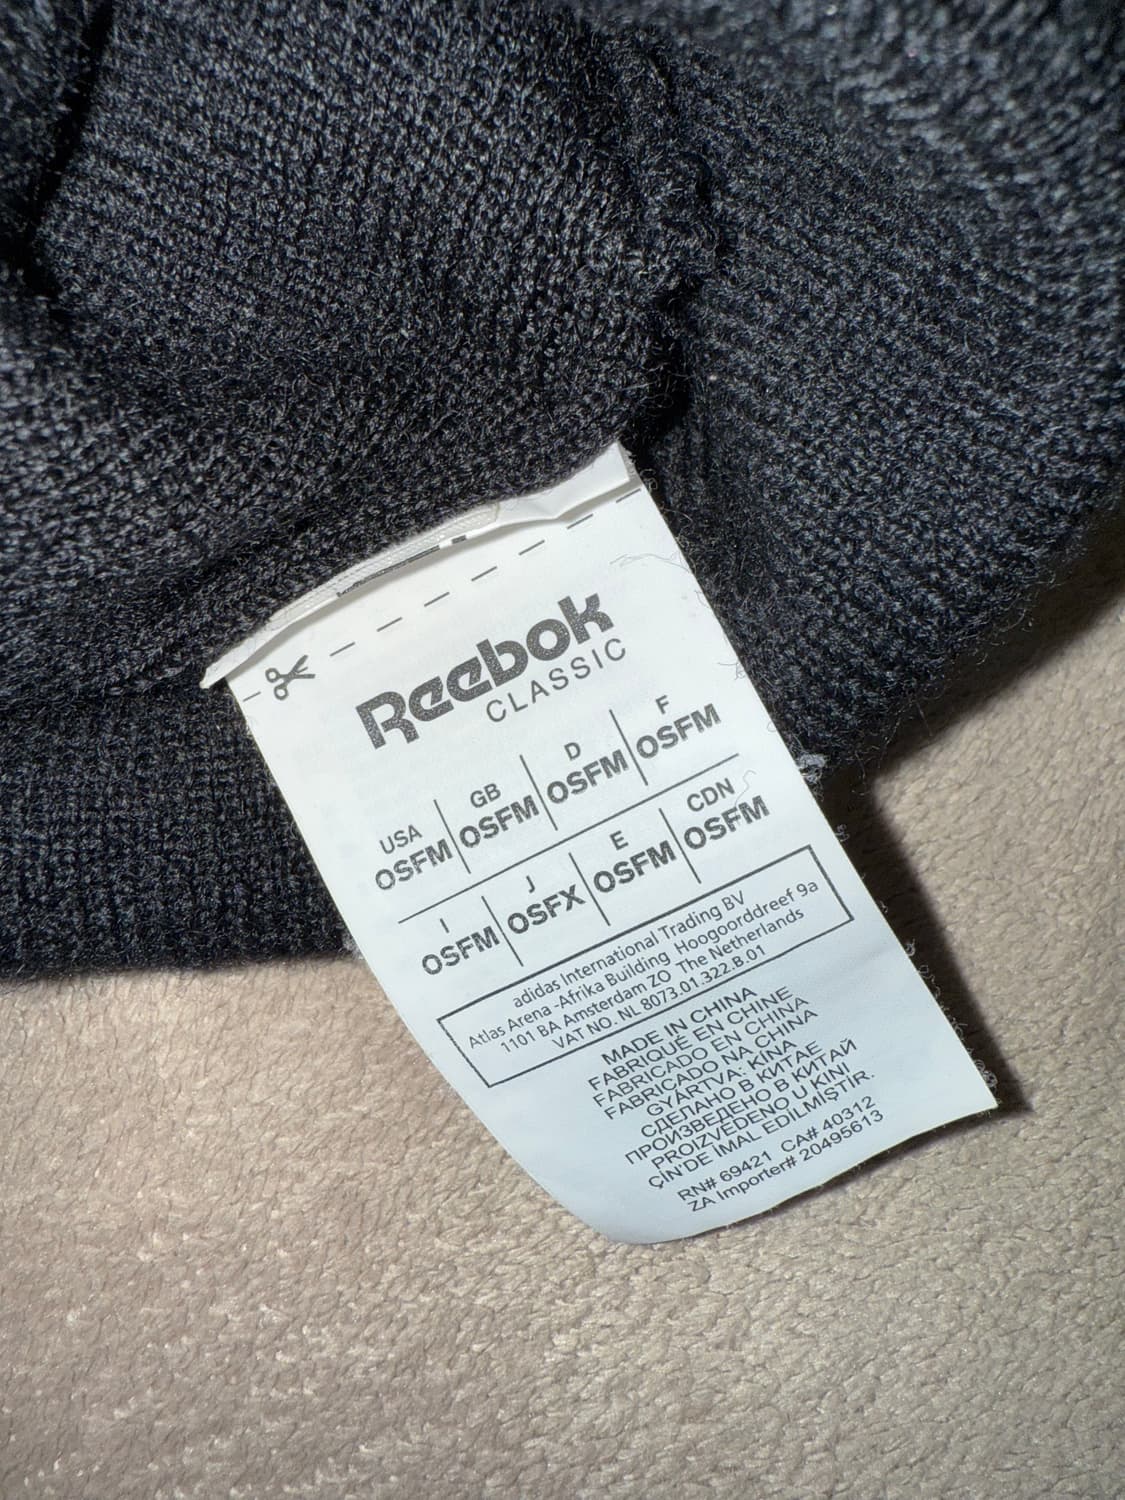 Reebok
CLASSIC
USA GB D F
OSFM OSFM OSFM OSFM
I J E CDN
OSFM OSFX OSFM OSFM
adidas International Trading BV
Atlas Arena -Afrika Building Hoogoorddreef 9a
1101 BA Amsterdam ZO The Netherlands
VAT NO. NL 8073.01.322.B.01
MADE IN CHINA
FABRIQUÉ EN CHINE
FABRICADO EN CHINA
FABRICADO NA CHINA
GYÁRTVA: KÍNA
СДЕЛАНО В КИТАЕ
ПРОИЗВЕДЕНО В КИТАЙ
PROIZVEDENO U KINI
ÇİN'DE İMAL EDİLMİŞTİR.
RN# 69421 CA# 40312
ZA Importer# 20495613